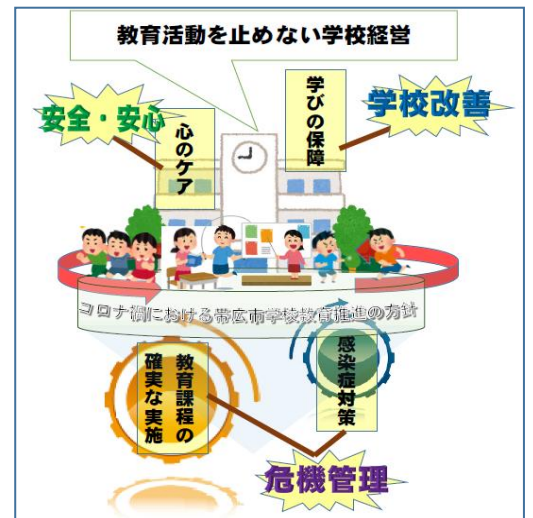 教育活動を止めない学校経営
安全・安心
心のケア
学びの保障
学校改善
コロナ禍における帯広市学校教育推進の方針
教育課程の
確実な実施
感染症対策
危機管理